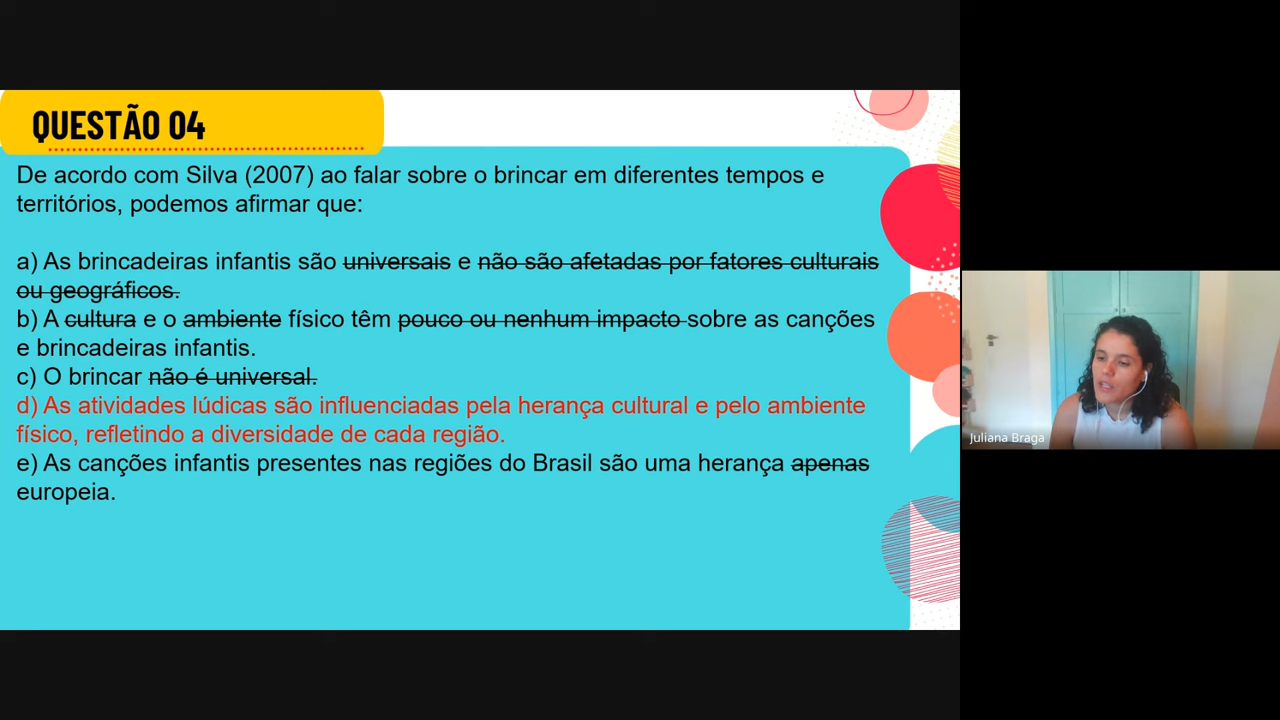 QUESTÃO 04
De acordo com Silva (2007) ao falar sobre o brincar em diferentes tempos e
territórios, podemos afirmar que:
a) As brincadeiras infantis são universais e não são afetadas por fatores culturais
ou geográficos.
b) A cultura e o ambiente físico têm pouco ou nenhum impacto sobre as canções
e brincadeiras infantis.
c) O brincar não é universal.
d) As atividades lúdicas são influenciadas pela herança cultural e pelo ambiente
físico, refletindo a diversidade de cada região.
e) As canções infantis presentes nas regiões do Brasil são uma herança apenas
europeia.
Juliana Braga